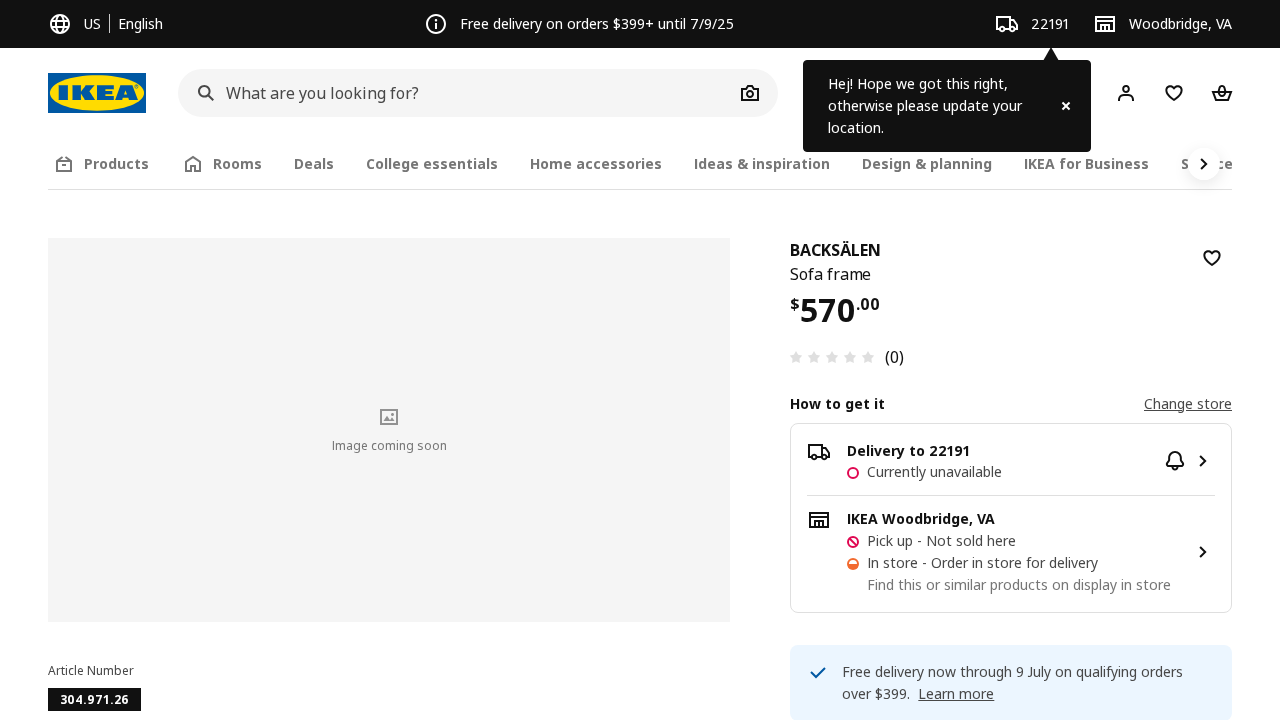 US
English
Free delivery on orders $399+ until 7/9/25
22191
Woodbridge, VA
IKEA
What are you looking for?
Hej! Hope we got this right,
otherwise please update your
location.
Products
Rooms
Deals
College essentials
Home accessories
Ideas & inspiration
Design & planning
IKEA for Business
Image coming soon
Article Number
304.971.26
BACKSÄLEN
Sofa frame
$570.00
(0)
How to get it
Change store
Delivery to 22191
Currently unavailable
IKEA Woodbridge, VA
Pick up - Not sold here
In store - Order in store for delivery
Find this or similar products on display in store
Free delivery now through 9 July on qualifying orders
over $399. Learn more